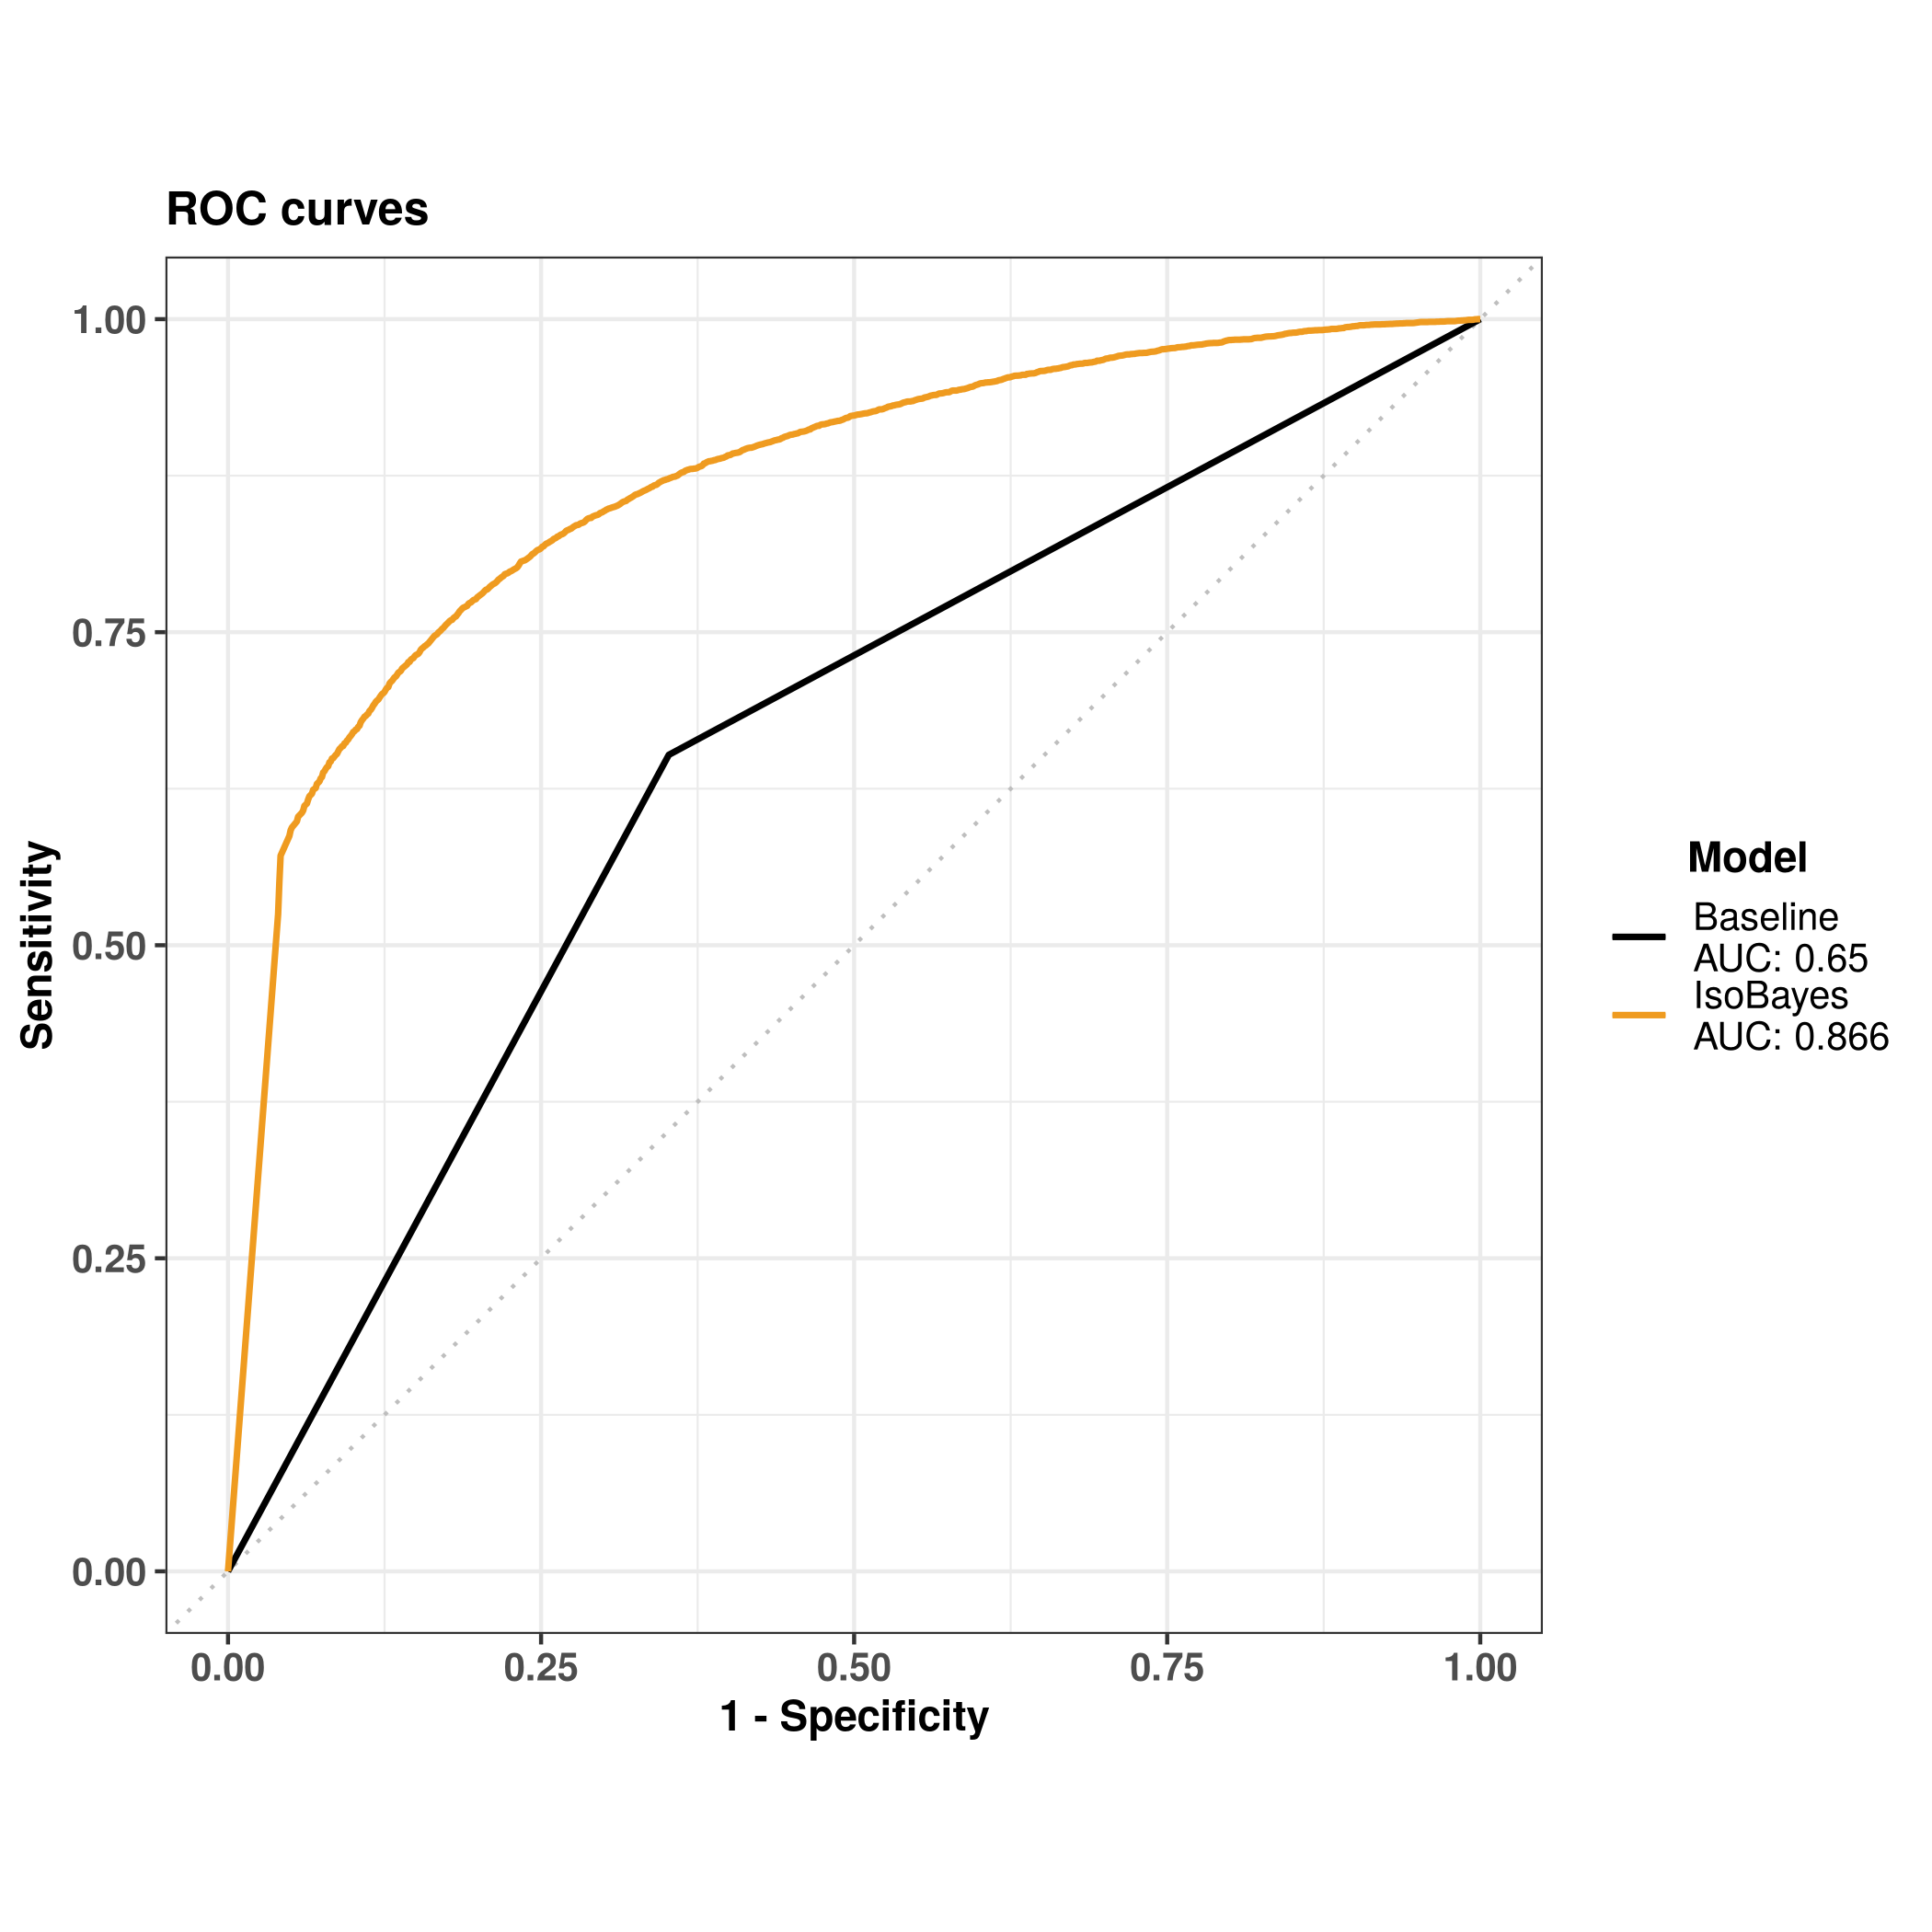 ROC curves
1.00
0.75
0.50
0.25
0.00
Sensitivity
0.00 0.25 0.50 0.75 1.00
1 - Specificity
Model
Baseline
AUC: 0.65
IsoBayes
AUC: 0.866